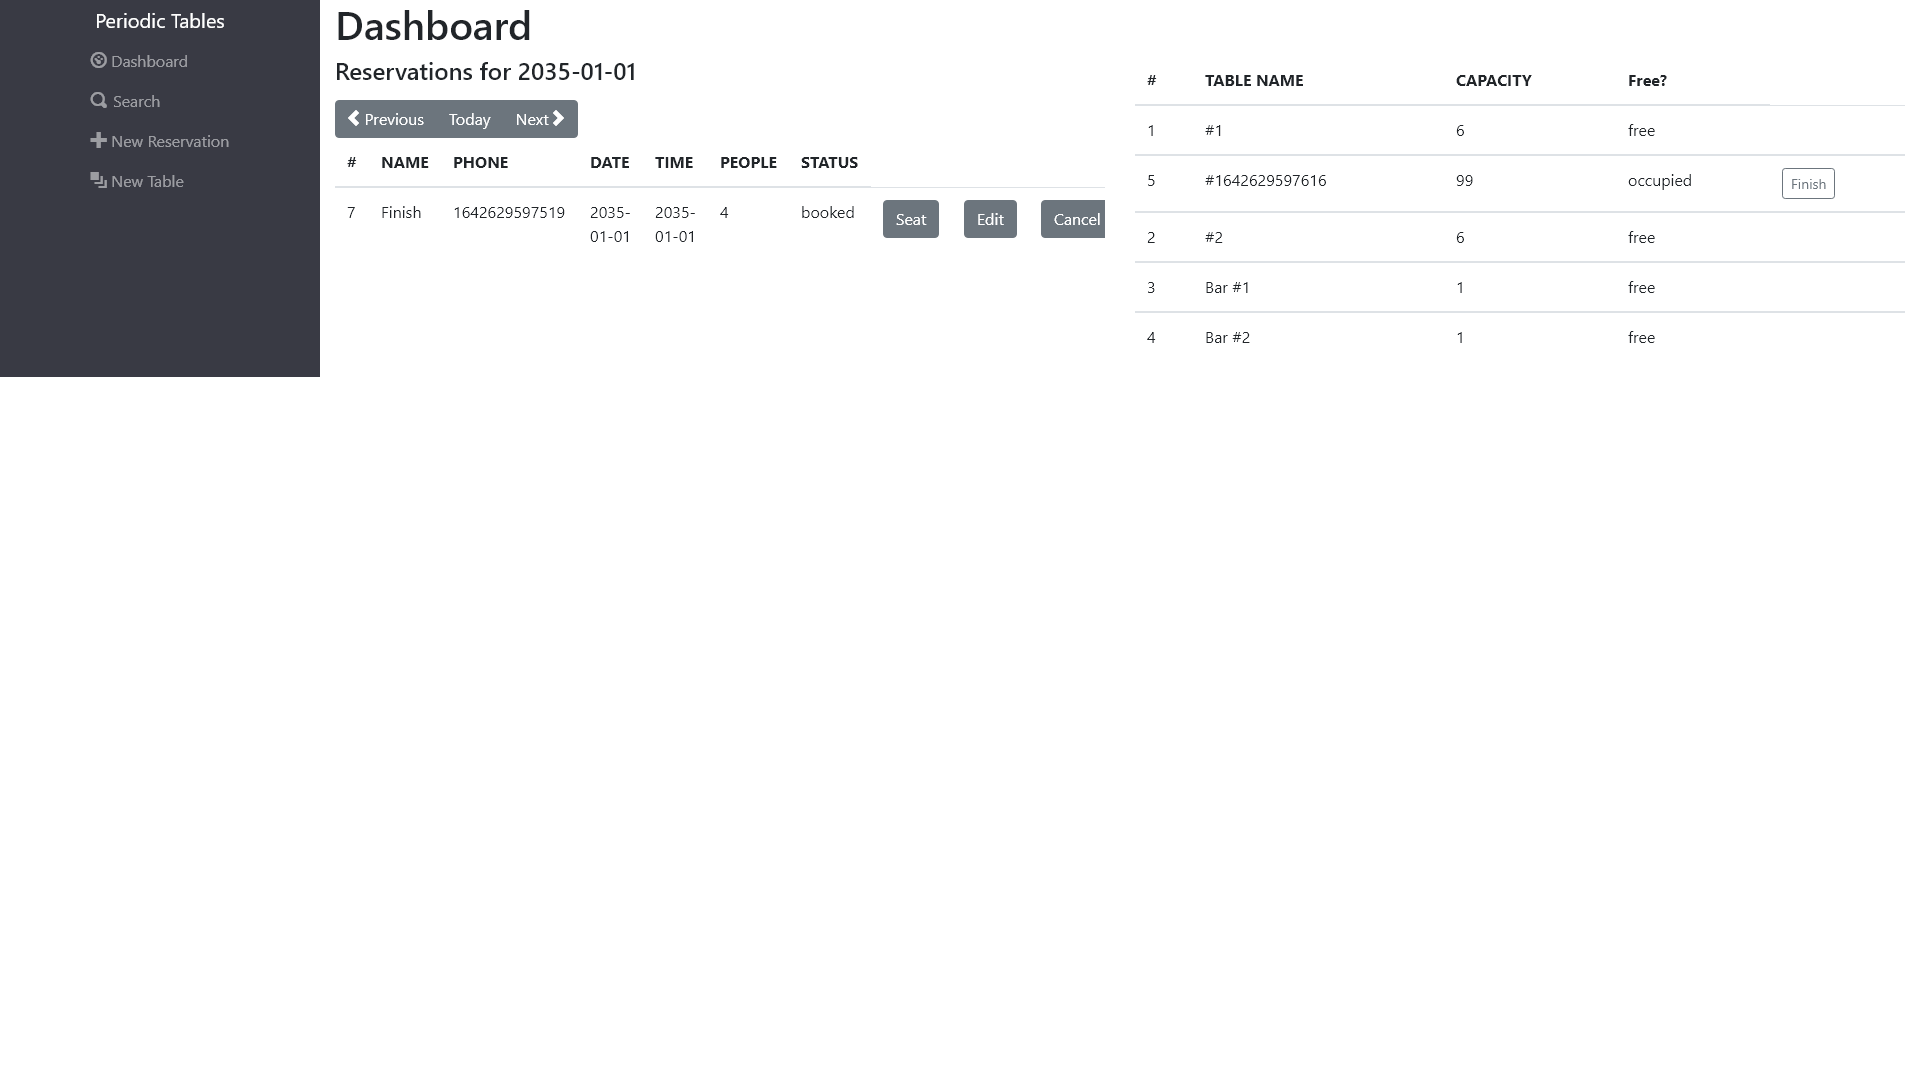 Periodic Tables
Dashboard
Search
New Reservation
New Table
Dashboard
Reservations for 2035-01-01
Previous Today Next
# NAME PHONE DATE TIME PEOPLE STATUS
7 Finish 1642629597519 2035- 2035- 4 booked Seat Edit Cancel
01-01 01-01
# TABLE NAME CAPACITY Free?
1 #1 6 free
5 #1642629597616 99 occupied Finish
2 #2 6 free
3 Bar #1 1 free
4 Bar #2 1 free